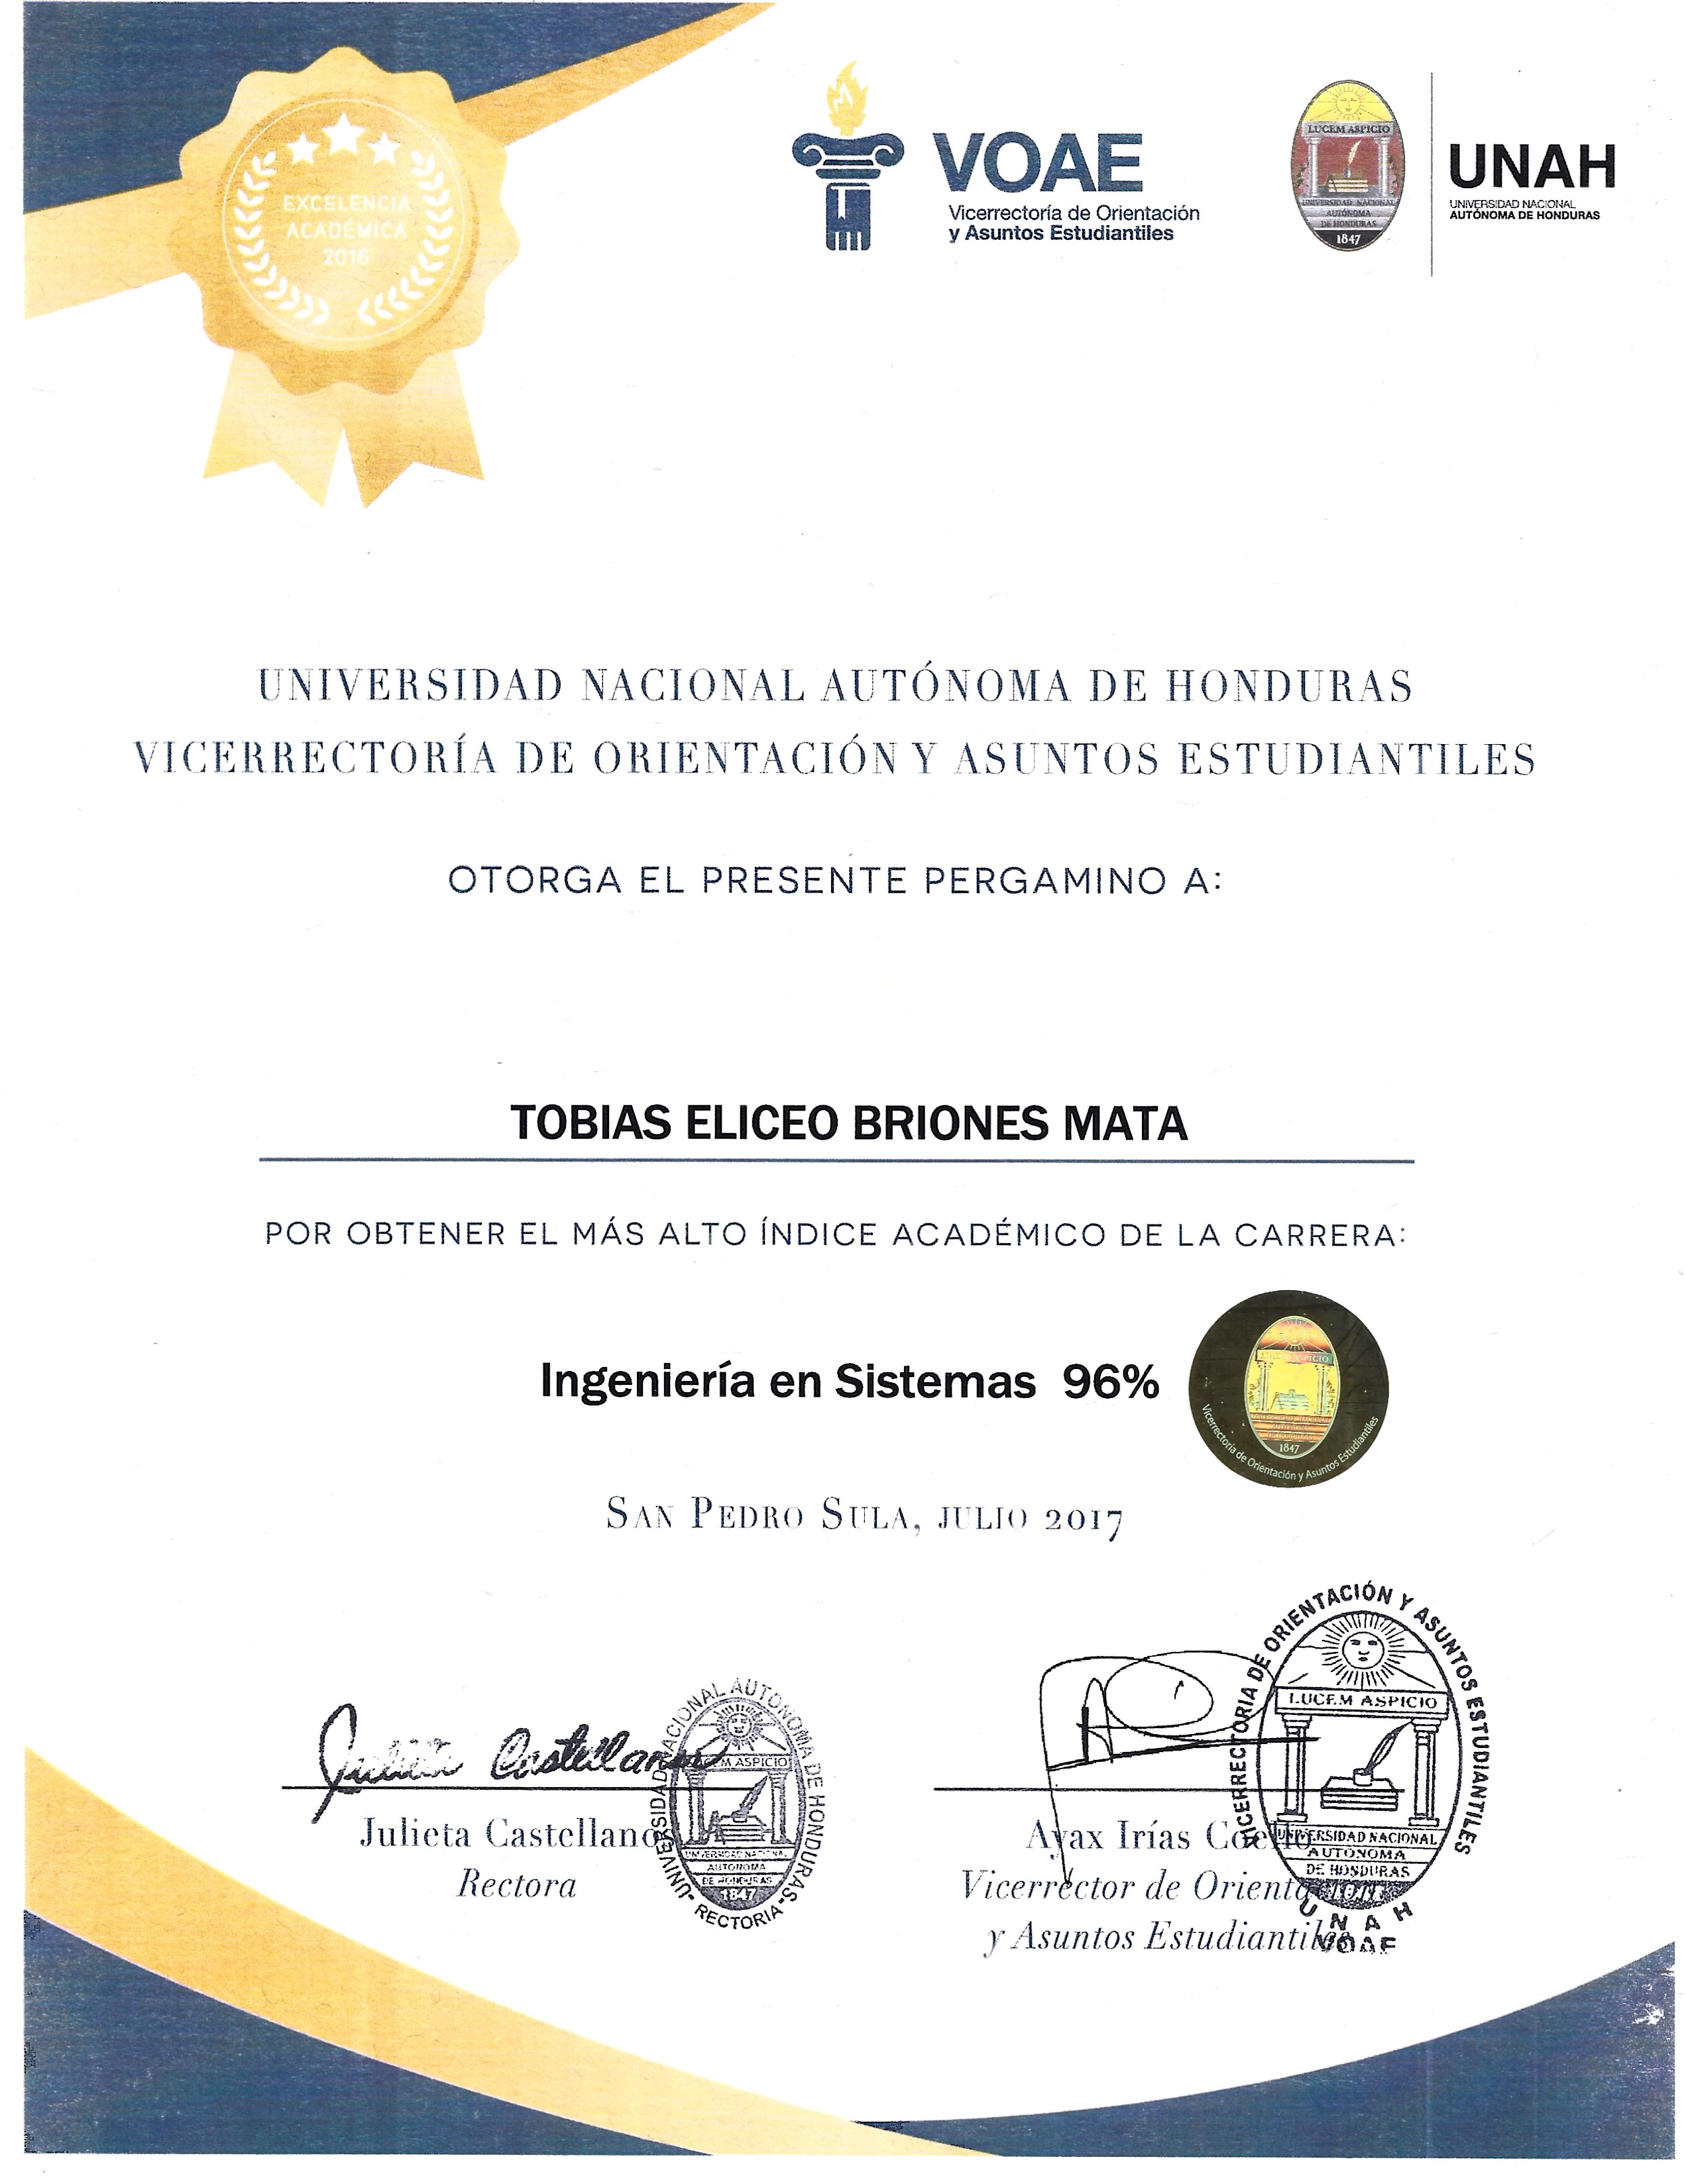 EXCELENCIA
ACADÉMICA
2016
VOAE
Vicerrectoría de Orientación
y Asuntos Estudiantiles
LUCEM ASPICIO
UNIVERSIDAD NACIONAL
AUTÓNOMA
DE HONDURAS
1847
UNAH
UNIVERSIDAD NACIONAL
AUTÓNOMA DE HONDURAS
UNIVERSIDAD NACIONAL AUTÓNOMA DE HONDURAS
VICERRECTORÍA DE ORIENTACIÓN Y ASUNTOS ESTUDIANTILES
OTORGA EL PRESENTE PERGAMINO A:
TOBIAS ELICEO BRIONES MATA
POR OBTENER EL MÁS ALTO ÍNDICE ACADÉMICO DE LA CARRERA:
Ingeniería en Sistemas 96%
1847
Vicerrectoría de Orientación y Asuntos Estudiantiles
SAN PEDRO SULA, JULIO 2017
Julieta Castellanos
UNIVERSIDAD NACIONAL AUTONOMA DE HONDURAS
ASPICIO
UNIVERSIDAD NACIONAL
AUTONOMA
DE HONDURAS
1847
-RECTORIA-
VICERRECTORIA DE ORIENTACIÓN Y ASUNTOS ESTUDIANTILES
LUCEM ASPICIO
UNIVERSIDAD NACIONAL
AUTONOMA
DE HONDURAS
UNAH
VOAE
Julieta Castellanos
Rectora
Ayax Irías Coello
Vicerrector de Orientación
y Asuntos Estudiantiles